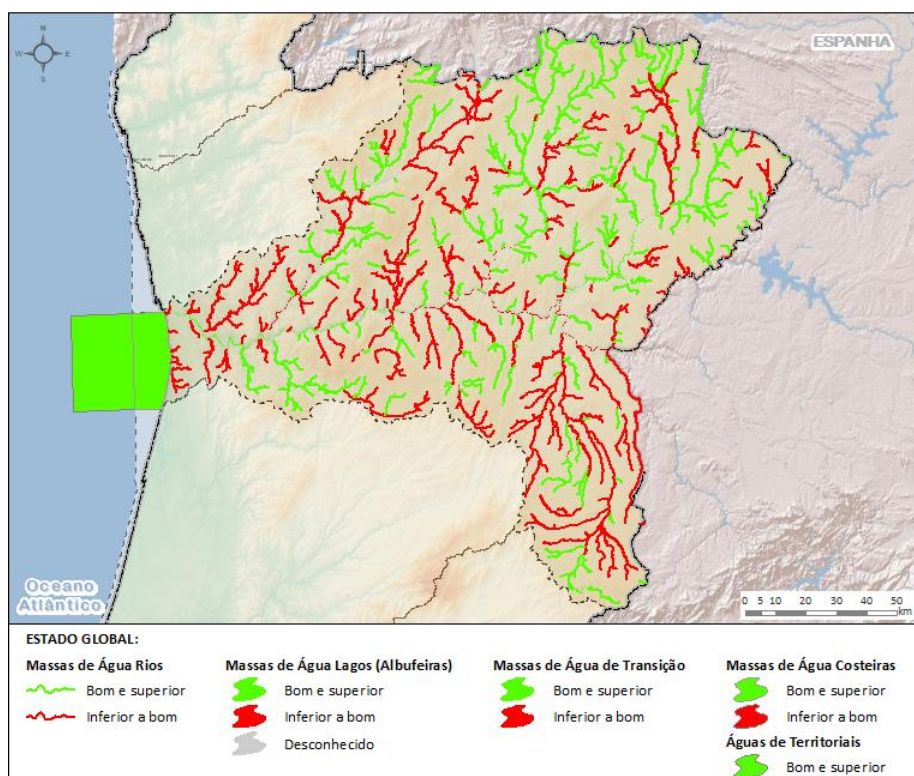 N
W E
S
ESPANHA
Oceano
Atlântico
0 5 10 20 30 40 50
km
ESTADO GLOBAL:
Massas de Água Rios
Bom e superior
Inferior a bom
Massas de Água Lagos (Albufeiras)
Bom e superior
Inferior a bom
Desconhecido
Massas de Água de Transição
Bom e superior
Inferior a bom
Massas de Água Costeiras
Bom e superior
Inferior a bom
Águas de Territoriais
Bom e superior